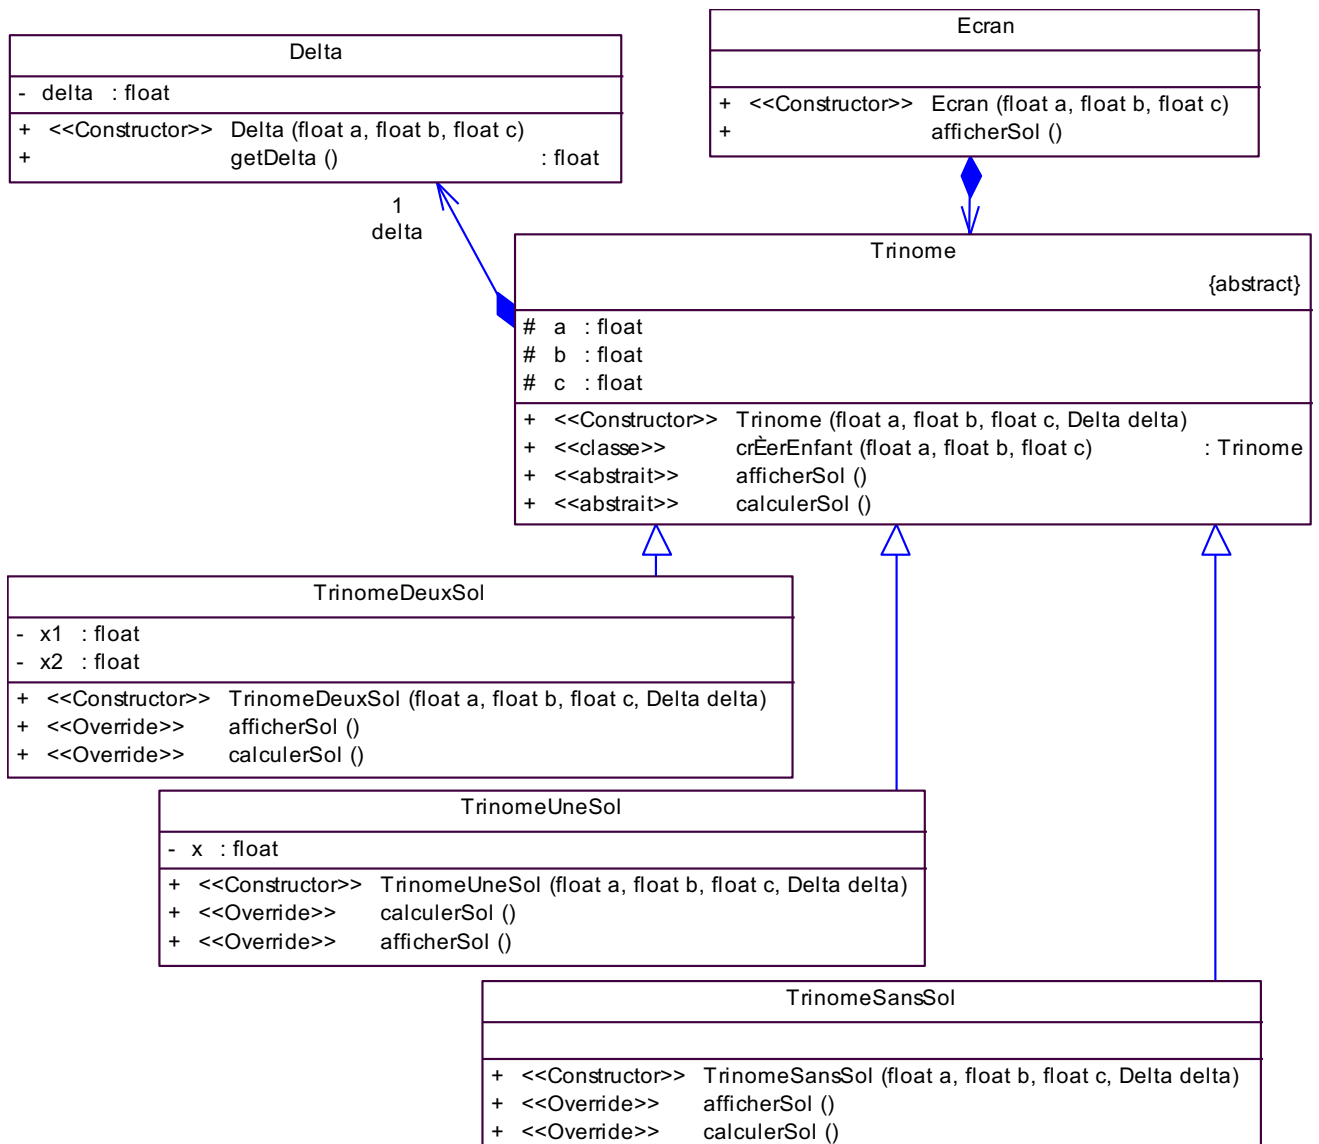 Delta
- delta : float
+ <<Constructor>> Delta (float a, float b, float c)
+ getDelta () : float
Ecran
+ <<Constructor>> Ecran (float a, float b, float c)
+ afficherSol ()
1
delta
Trinome
{abstract}
# a : float
# b : float
# c : float
+ <<Constructor>> Trinome (float a, float b, float c, Delta delta)
+ <<classe>> crÈerEnfant (float a, float b, float c) : Trinome
+ <<abstrait>> afficherSol ()
+ <<abstrait>> calculerSol ()
TrinomeDeuxSol
- x1 : float
- x2 : float
+ <<Constructor>> TrinomeDeuxSol (float a, float b, float c, Delta delta)
+ <<Override>> afficherSol ()
+ <<Override>> calculerSol ()
TrinomeUneSol
- x : float
+ <<Constructor>> TrinomeUneSol (float a, float b, float c, Delta delta)
+ <<Override>> calculerSol ()
+ <<Override>> afficherSol ()
TrinomeSansSol
+ <<Constructor>> TrinomeSansSol (float a, float b, float c, Delta delta)
+ <<Override>> afficherSol ()
+ <<Override>> calculerSol ()